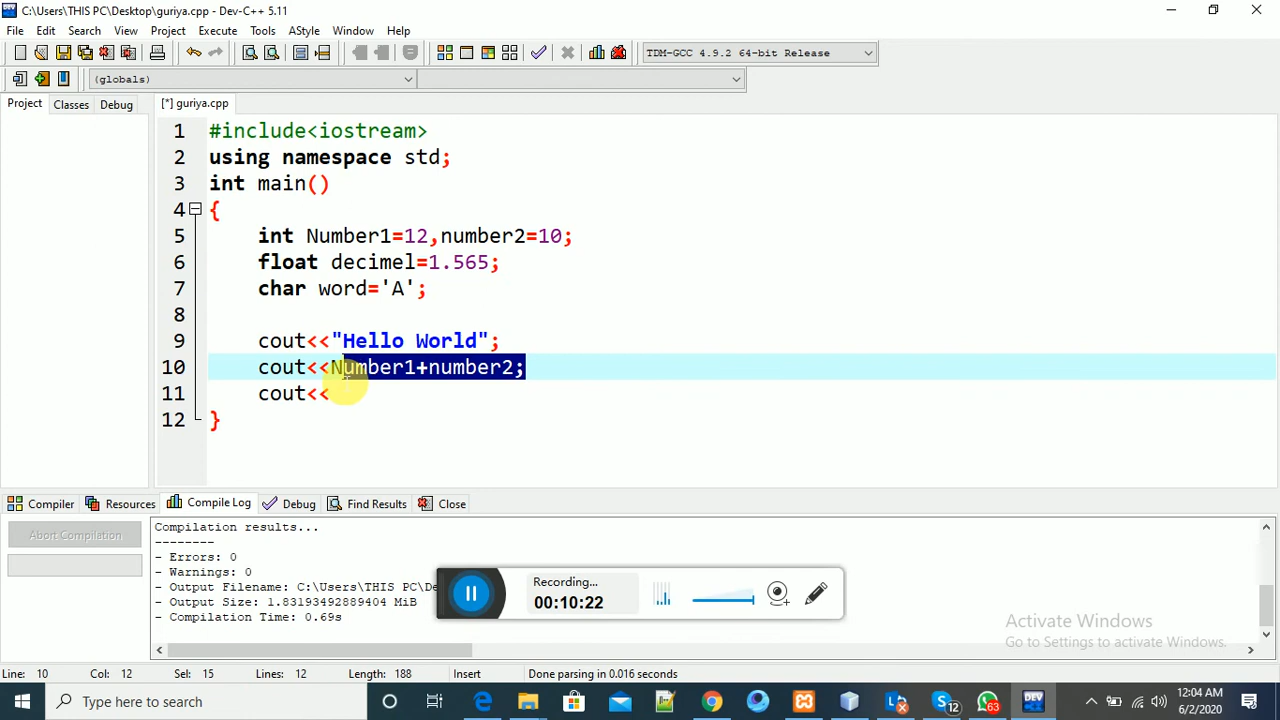 C:\Users\THIS PC\Desktop\guriya.cpp - Dev-C++ 5.11
File Edit Search View Project Execute Tools AStyle Window Help
TDM-GCC 4.9.2 64-bit Release
(globals)
Project Classes Debug [*] guriya.cpp
1 #include<iostream>
2 using namespace std;
3 int main()
4 {
5 int Number1=12,number2=10;
6 float decimel=1.565;
7 char word='A';
8
9 cout<<"Hello World";
10 cout<<Number1+number2;
11 cout<<
12 }
Compiler Resources Compile Log Debug Find Results Close
Abort Compilation
Compilation results...
--------
- Errors: 0
- Warnings: 0
- Output Filename: C:\Users\THIS PC\De
- Output Size: 1.83193492889404 MiB
- Compilation Time: 0.69s
Recording...
00:10:22
Activate Windows
Go to Settings to activate Windows.
Line: 10 Col: 12 Sel: 15 Lines: 12 Length: 188 Insert Done parsing in 0.016 seconds
Type here to search
12
63
DEV
12:04 AM
6/2/2020